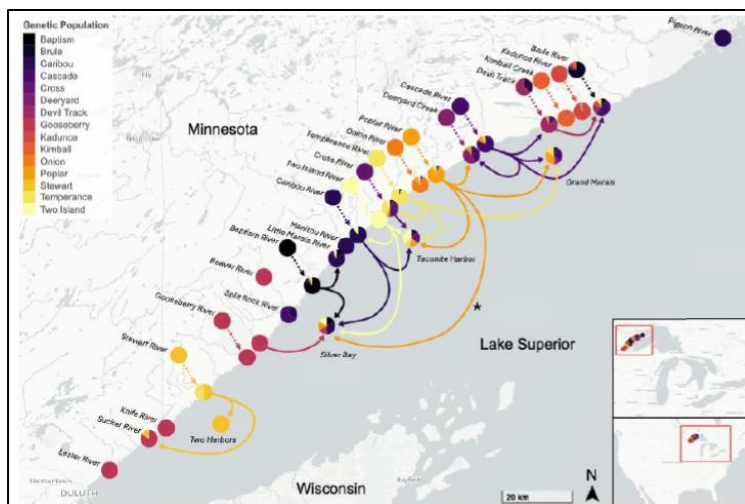 Genetic Population
Baptism
Brule
Caribou
Cascade
Cross
Deeryard
Devil Track
Gooseberry
Kadunce
Kimball
Onion
Poplar
Stewart
Temperance
Two Island
Minnesota
Pigeon River
Brule River
Kadunce River
Kimball Creek
Devil Track
Cascade River
Deeryard Creek
Poplar River
Onion River
Temperance River
Cross River
Two Island River
Caribou River
Manitou River
Little Marais River
Baptism River
Beaver River
Split Rock River
Gooseberry River
Stewart River
Knife River
Sucker River
Lester River
Grand Marais
Taconite Harbor
Silver Bay
Two Harbors
*
Lake Superior
Wisconsin
DULUTH
20 km
N